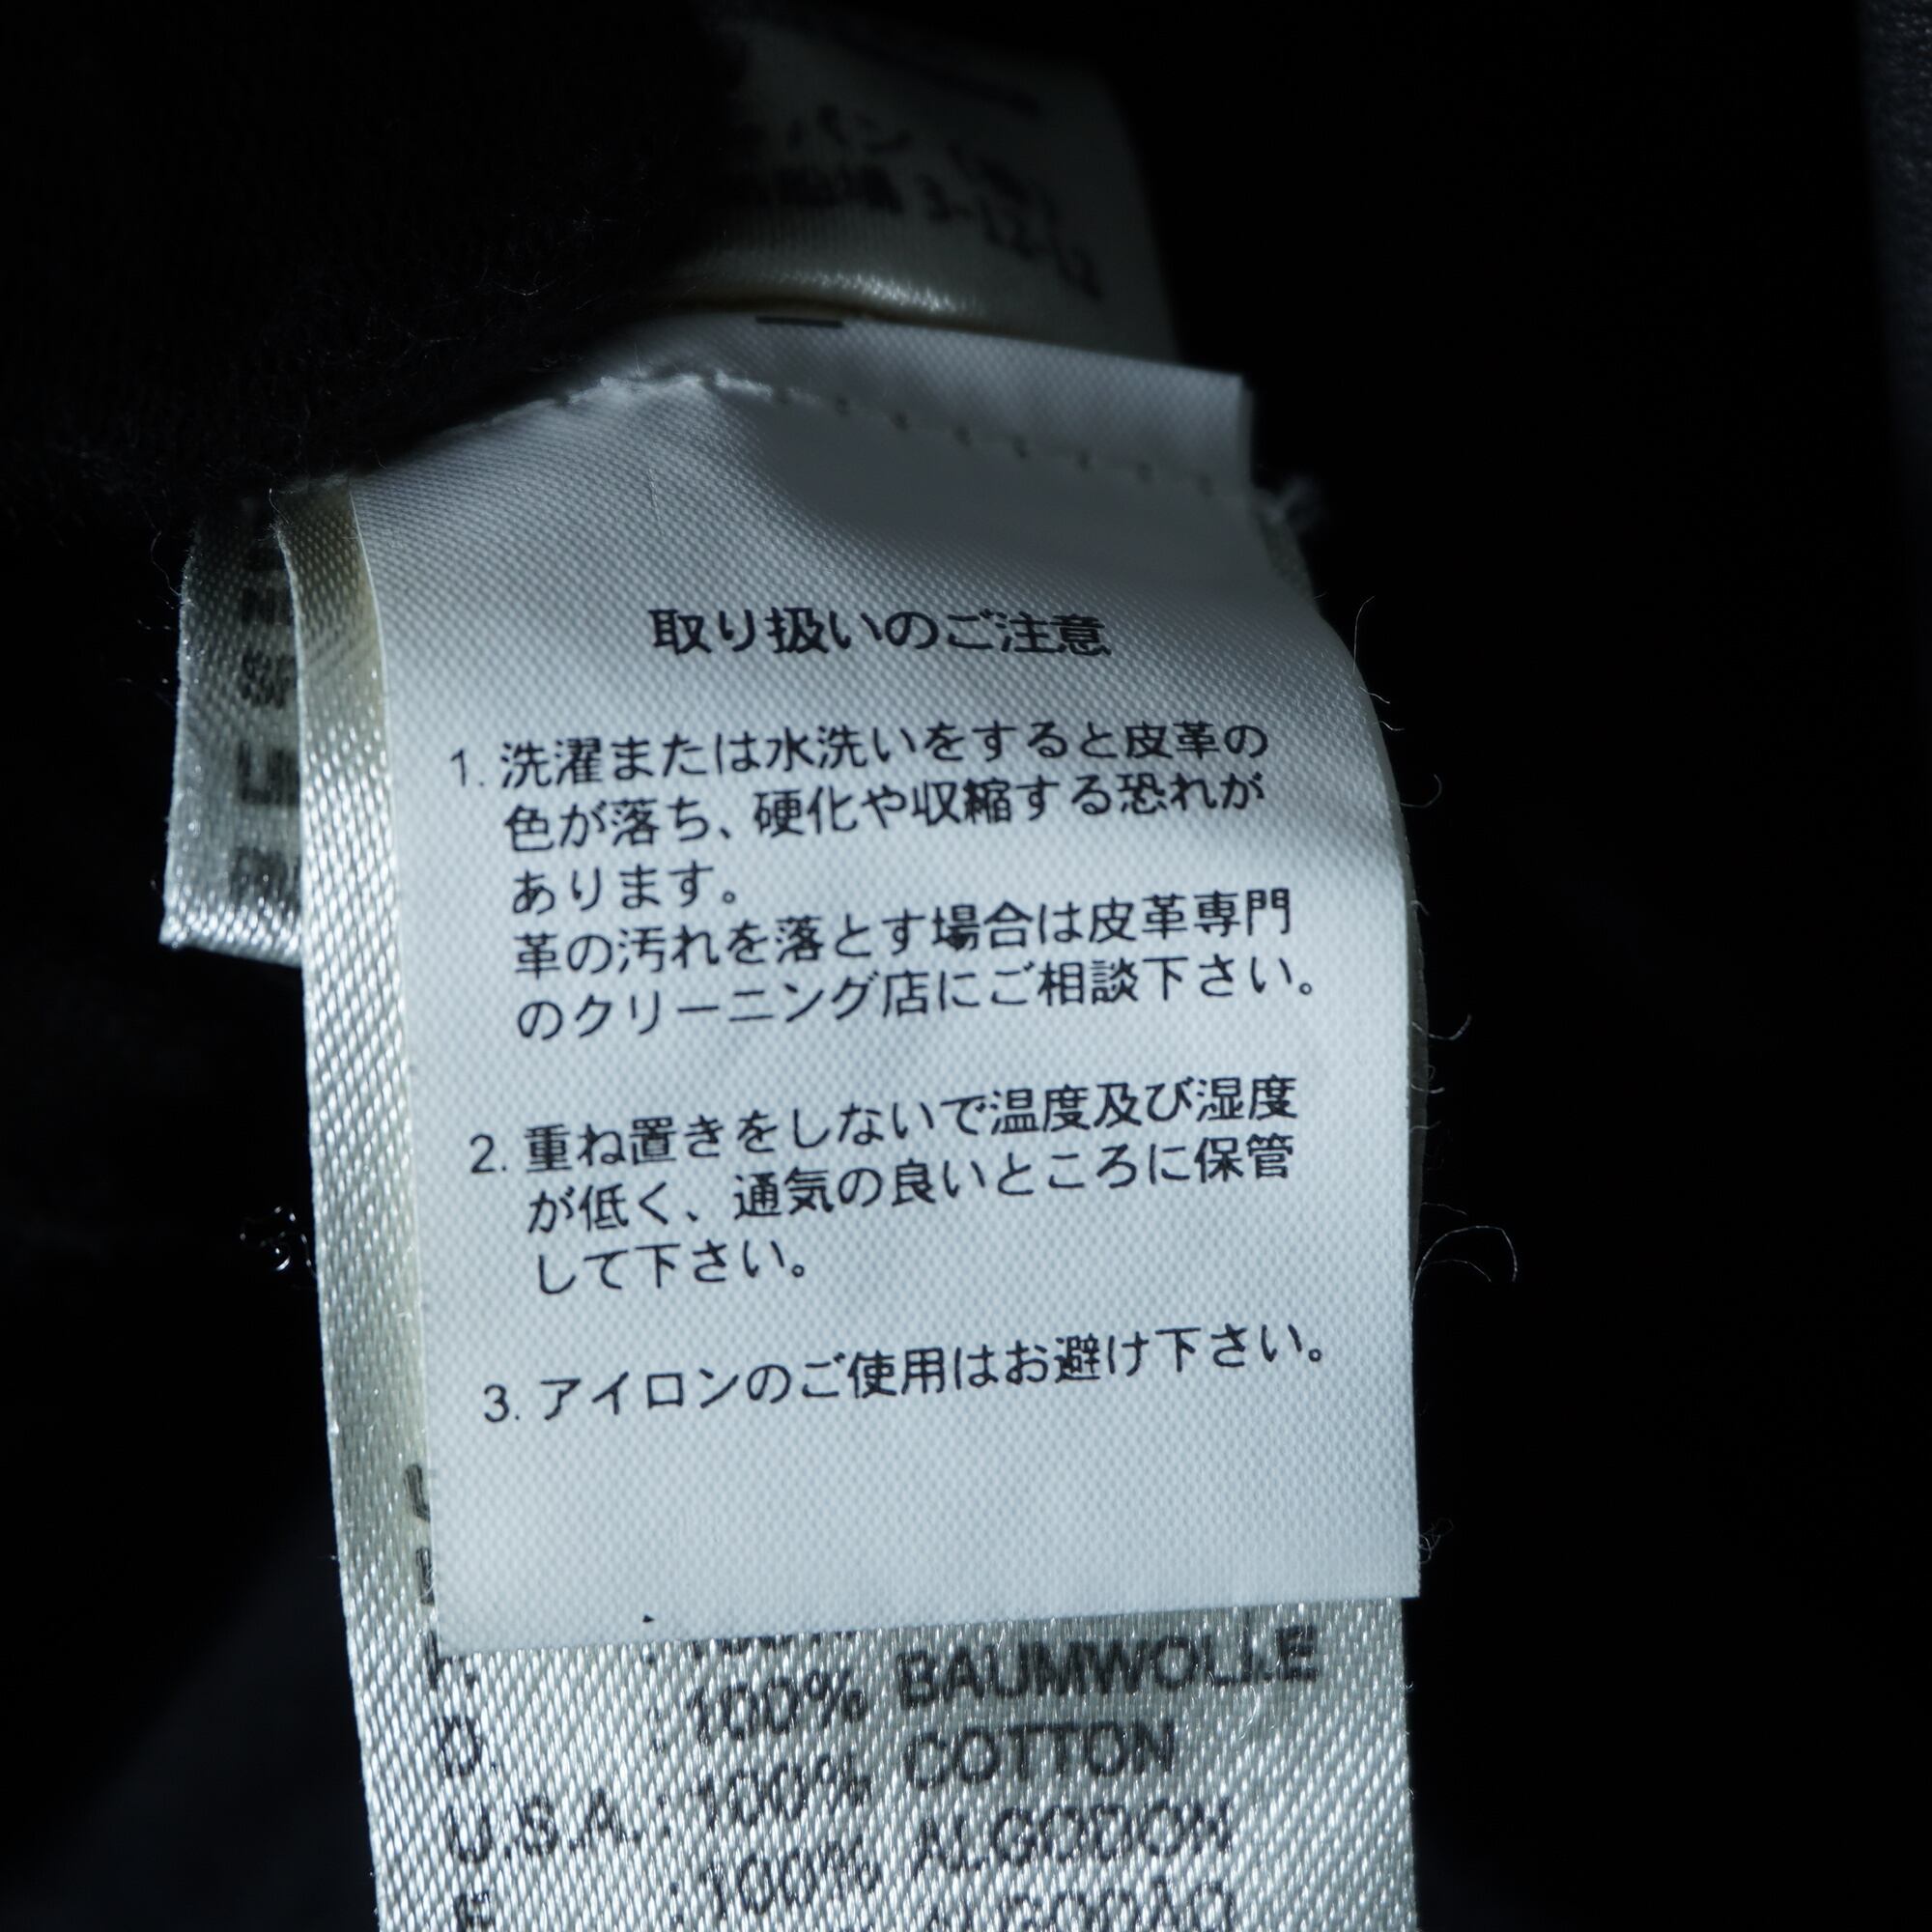 取り扱いのご注意
1. 洗濯または水洗いをすると皮革の
色が落ち、硬化や収縮する恐れが
あります。
革の汚れを落とす場合は皮革専門
のクリーニング店にご相談下さい。
2. 重ね置きをしないで温度及び湿度
が低く、通気の良いところに保管
して下さい。
3. アイロンのご使用はお避け下さい。
D. : 100% BAUMWOLLE
U.S.A. : 100% COTTON
: 100% ALGODON
ALGODAO